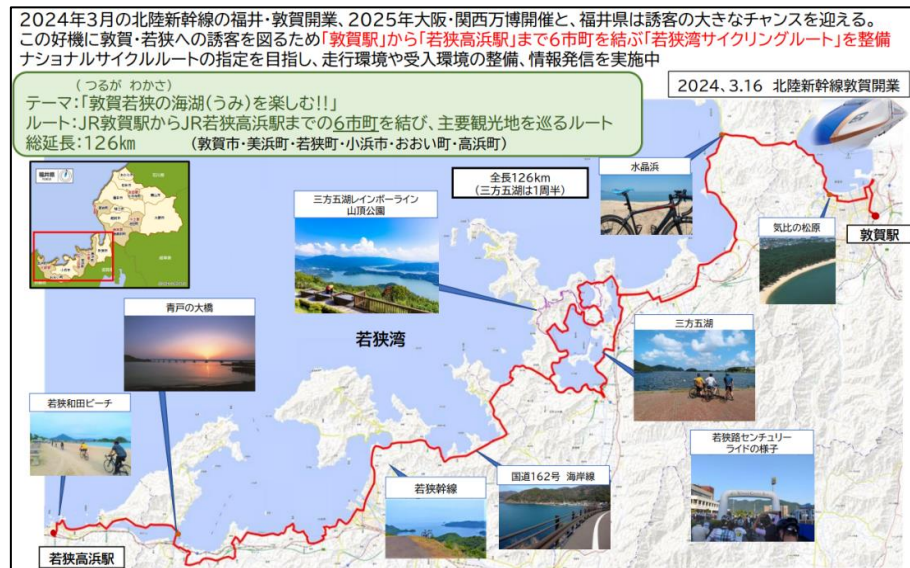 2024年3月の北陸新幹線の福井・敦賀開業、2025年大阪・関西万博開催と、福井県は誘客の大きなチャンスを迎える。
この好機に敦賀・若狭への誘客を図るため「敦賀駅」から「若狭高浜駅」まで6市町を結ぶ「若狭湾サイクリングルート」を整備
ナショナルサイクルルートの指定を目指し、走行環境や受入環境の整備、情報発信を実施中
(つるが わかさ)
テーマ:「敦賀若狭の海湖(うみ)を楽しむ!!」
ルート:JR敦賀駅からJR若狭高浜駅までの6市町を結び、主要観光地を巡るルート
総延長:126km (敦賀市・美浜町・若狭町・小浜市・おおい町・高浜町)
2024、3.16 北陸新幹線敦賀開業
福井県
全長126km
(三方五湖は1周半)
水晶浜
三方五湖レインボーライン
山頂公園
気比の松原
敦賀駅
青戸の大橋
若狭湾
三方五湖
若狭和田ビーチ
若狭路センチュリー
ライドの様子
国道162号 海岸線
若狭幹線
若狭高浜駅